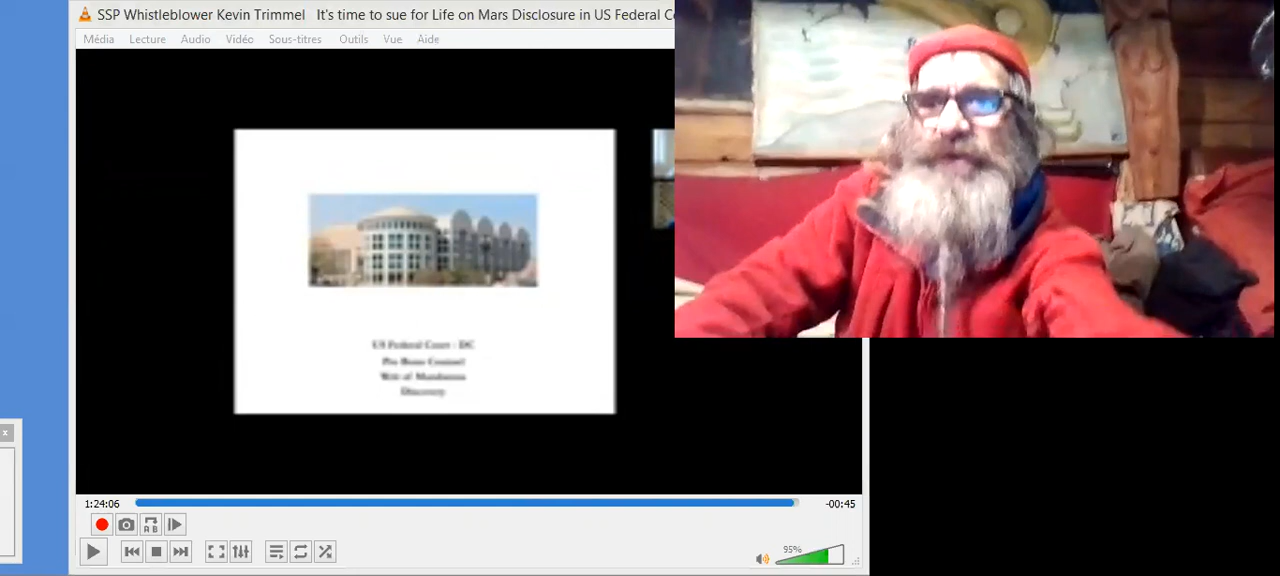 SSP Whistleblower Kevin Trimmel It's time to sue for Life on Mars Disclosure in US Federal C
Média Lecture Audio Vidéo Sous-titres Outils Vue Aide
US Federal Court : DC
Pro Bono Counsel
Writ of Mandamus
Discovery
1:24:06
-00:45
A B
95%
x